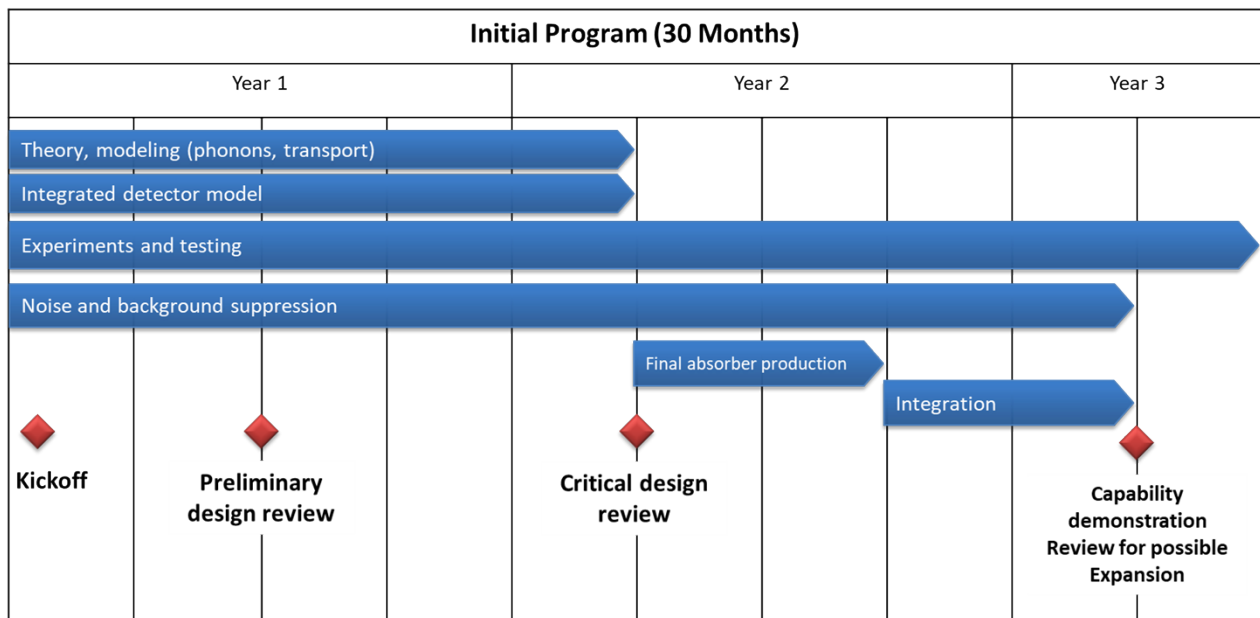 Initial Program (30 Months)
Year 1
Year 2
Year 3
Theory, modeling (phonons, transport)
Integrated detector model
Experiments and testing
Noise and background suppression
Final absorber production
Integration
Kickoff
Preliminary
design review
Critical design
review
Capability
demonstration
Review for possible
Expansion